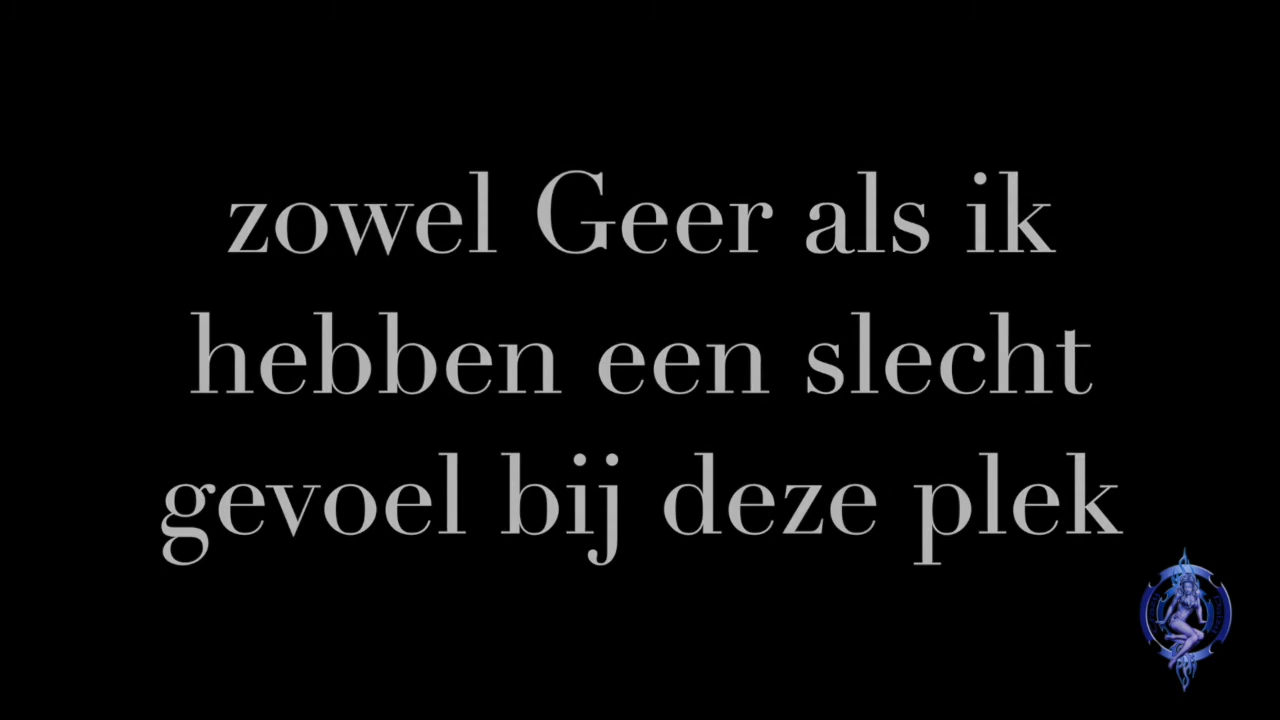 zowel Geer als ik
hebben een slecht
gevoel bij deze plek